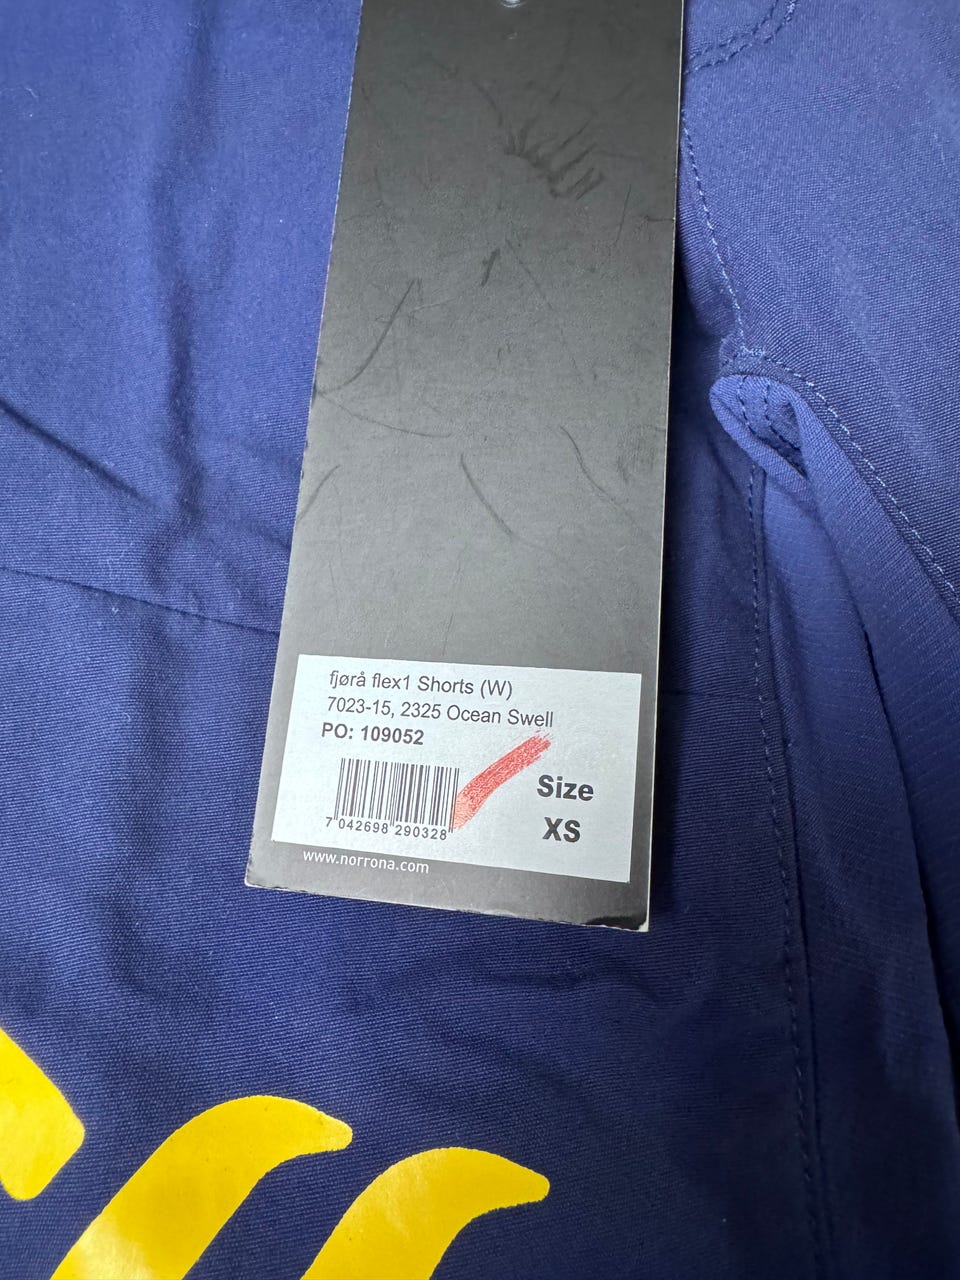 fjørå flex1 Shorts (W)
7023-15, 2325 Ocean Swell
PO: 109052
Size
XS
7 042698 290328
www.norrona.com